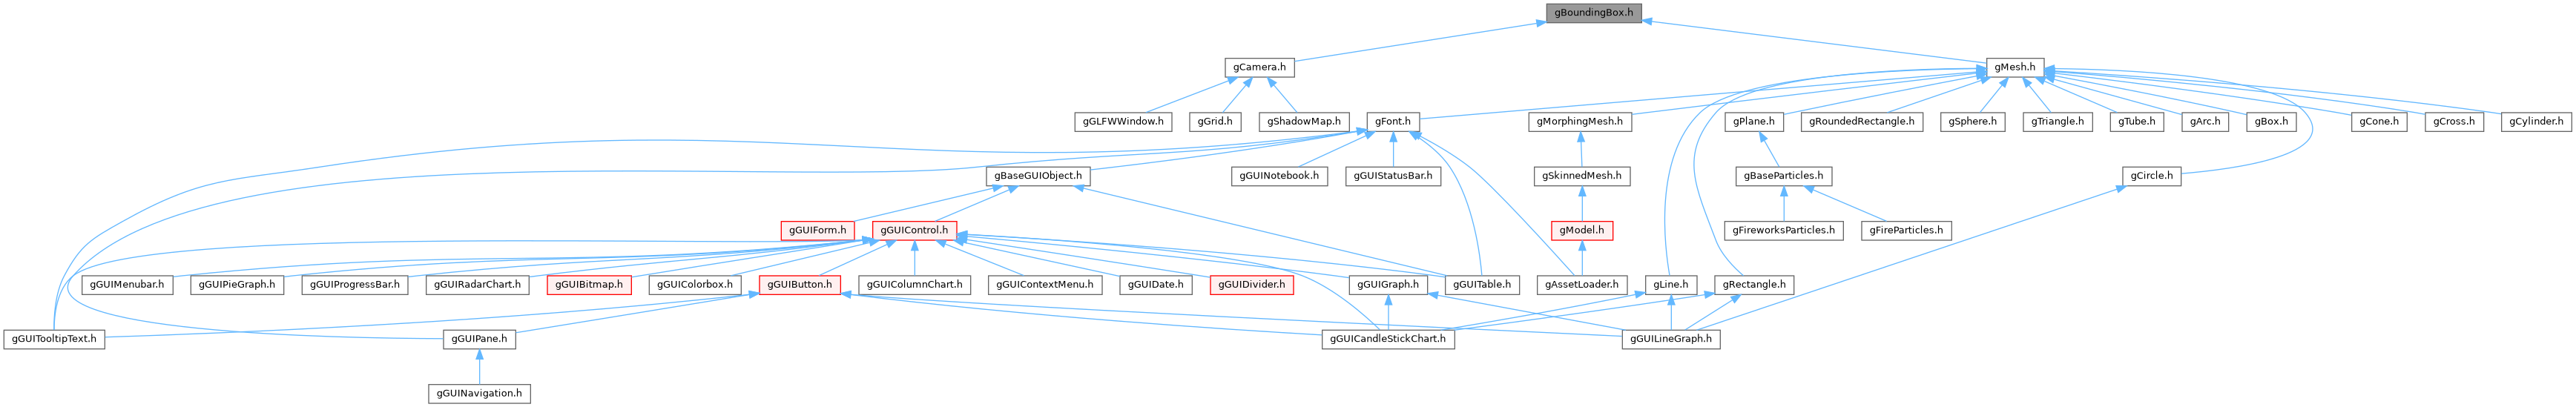 gBoundingBox.h
gCamera.h
gMesh.h
gGLFWWindow.h
gGrid.h
gShadowMap.h
gFont.h
gMorphingMesh.h
gPlane.h
gRoundedRectangle.h
gSphere.h
gTriangle.h
gTube.h
gArc.h
gBox.h
gCone.h
gCross.h
gCylinder.h
gBaseGUIObject.h
gGUINotebook.h
gGUIStatusBar.h
gSkinnedMesh.h
gBaseParticles.h
gCircle.h
gGUIForm.h
gGUIControl.h
gModel.h
gFireworksParticles.h
gFireParticles.h
gGUIMenubar.h
gGUIPieGraph.h
gGUIProgressBar.h
gGUIRadarChart.h
gGUIBitmap.h
gGUIColorbox.h
gGUIButton.h
gGUIColumnChart.h
gGUIContextMenu.h
gGUIDate.h
gGUIDivider.h
gGUIGraph.h
gGUITable.h
gAssetLoader.h
gLine.h
gRectangle.h
gGUITooltipText.h
gGUIPane.h
gGUICandleStickChart.h
gGUILineGraph.h
gGUINavigation.h